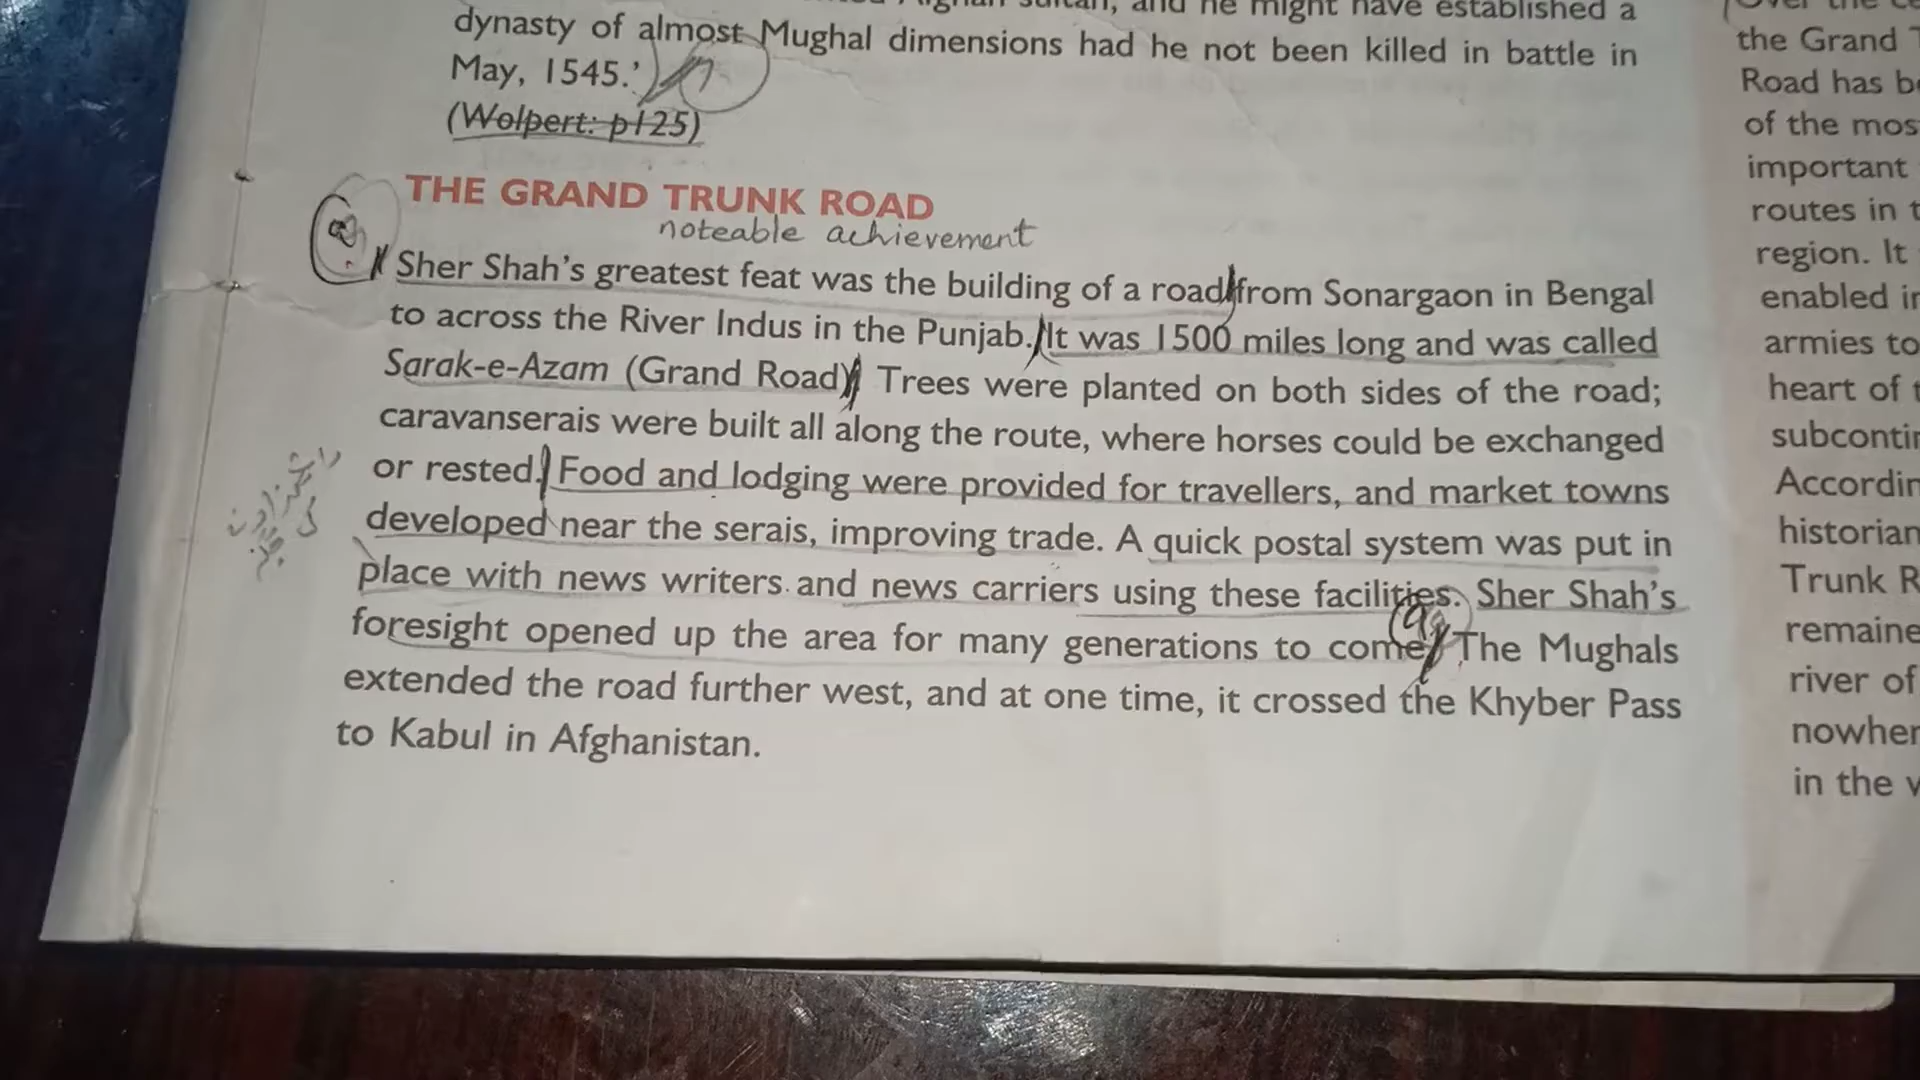 sultan, and he might have established a
dynasty of almost Mughal dimensions had he not been killed in battle in
May, 1545.'
(Wolpert: p125)
THE GRAND TRUNK ROAD
noteable achievement
Sher Shah's greatest feat was the building of a road from Sonargaon in Bengal
to across the River Indus in the Punjab. It was 1500 miles long and was called
Sarak-e-Azam (Grand Road). Trees were planted on both sides of the road;
caravanserais were built all along the route, where horses could be exchanged
or rested. Food and lodging were provided for travellers, and market towns
developed near the serais, improving trade. A quick postal system was put in
place with news writers and news carriers using these facilities. Sher Shah's
foresight opened up the area for many generations to come. The Mughals
extended the road further west, and at one time, it crossed the Khyber Pass
to Kabul in Afghanistan.
the Grand
Road has
of the
important
routes in
region. It
enabled
armies to
heart of
historian
Trunk
river of
in the